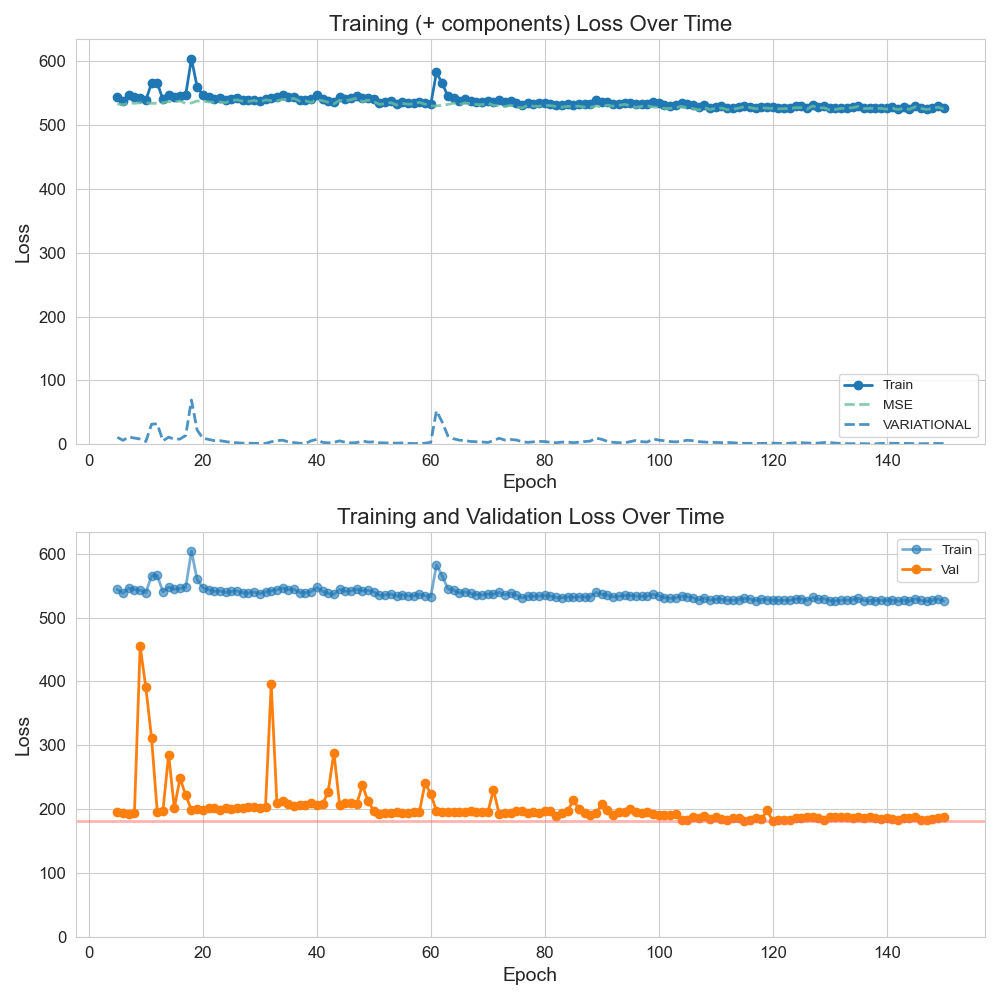 Training (+ components) Loss Over Time
600
500
400
300
200
100
0
Loss
Train
MSE
VARIATIONAL
0 20 40 60 80 100 120 140
Epoch
Training and Validation Loss Over Time
600
500
400
300
200
100
0
Loss
Train
Val
0 20 40 60 80 100 120 140
Epoch